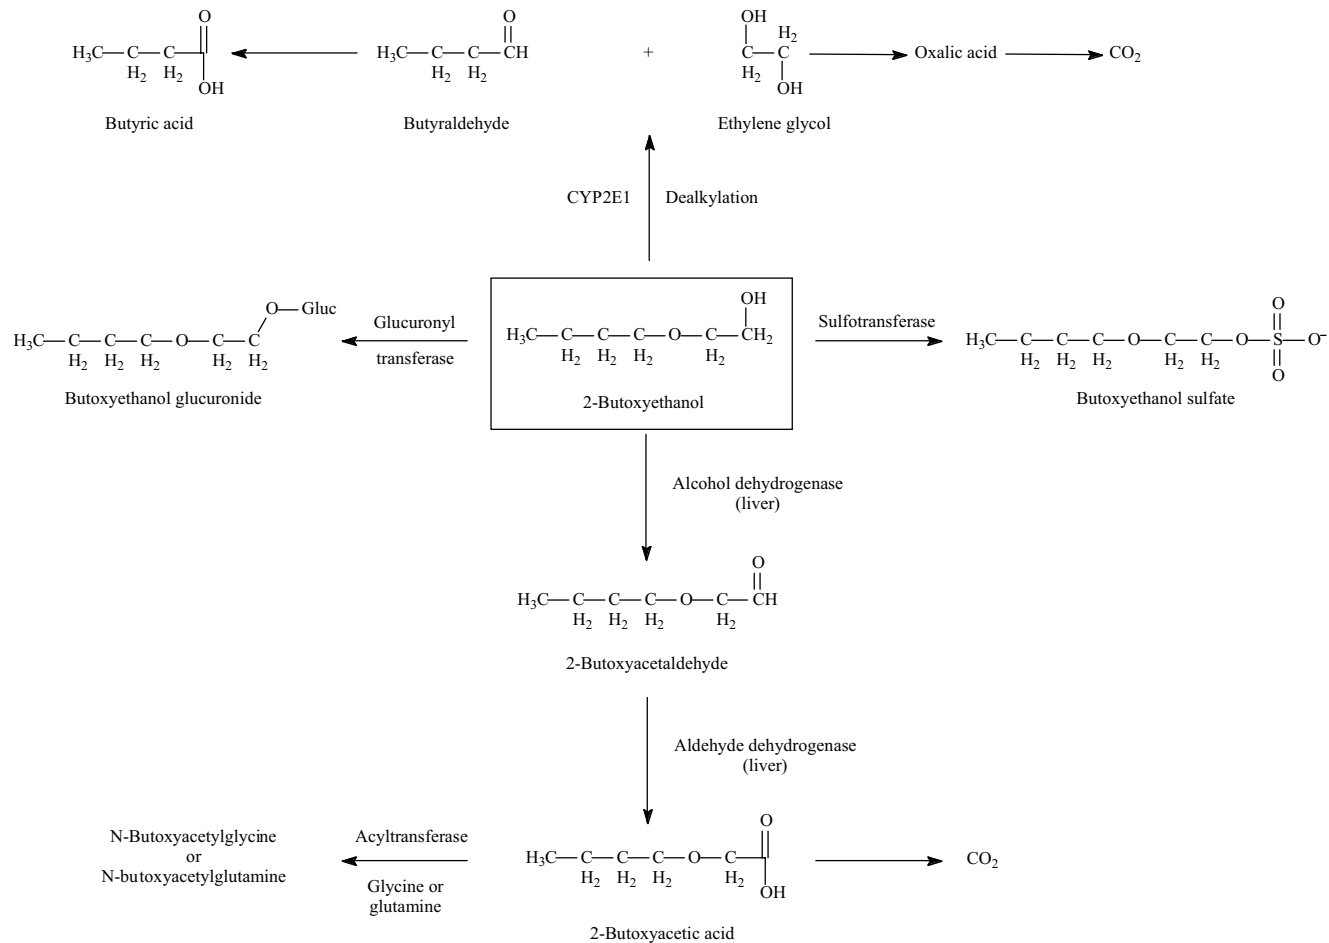 O O OH
H₃C—C—C CH H₂
H₃C—C—C + C—C Oxalic acid CO₂
H₂ H₂ H₂ H₂ H₂
OH OH
Butyric acid Butyraldehyde Ethylene glycol
CYP2E1 Dealkylation
O—Gluc OH O
Glucuronyl Sulfotransferase
H₃C—C—C—C—O—C—C H₃C—C—C—C—O—C—CH₂ H₃C—C—C—C—O—C—C—O—S—O⁻
H₂ H₂ H₂ H₂ H₂ transferase H₂ H₂ H₂ H₂ H₂ H₂ H₂ H₂ H₂
O
Butoxyethanol glucuronide 2-Butoxyethanol Butoxyethanol sulfate
Alcohol dehydrogenase
(liver)
O
H₃C—C—C—C—O—C—CH
H₂ H₂ H₂ H₂
2-Butoxyacetaldehyde
Aldehyde dehydrogenase
(liver)
O
N-Butoxyacetylglycine Acyltransferase
or H₃C—C—C—C—O—C CO₂
N-butoxyacetylglutamine H₂ H₂ H₂ H₂
Glycine or OH
glutamine
2-Butoxyacetic acid